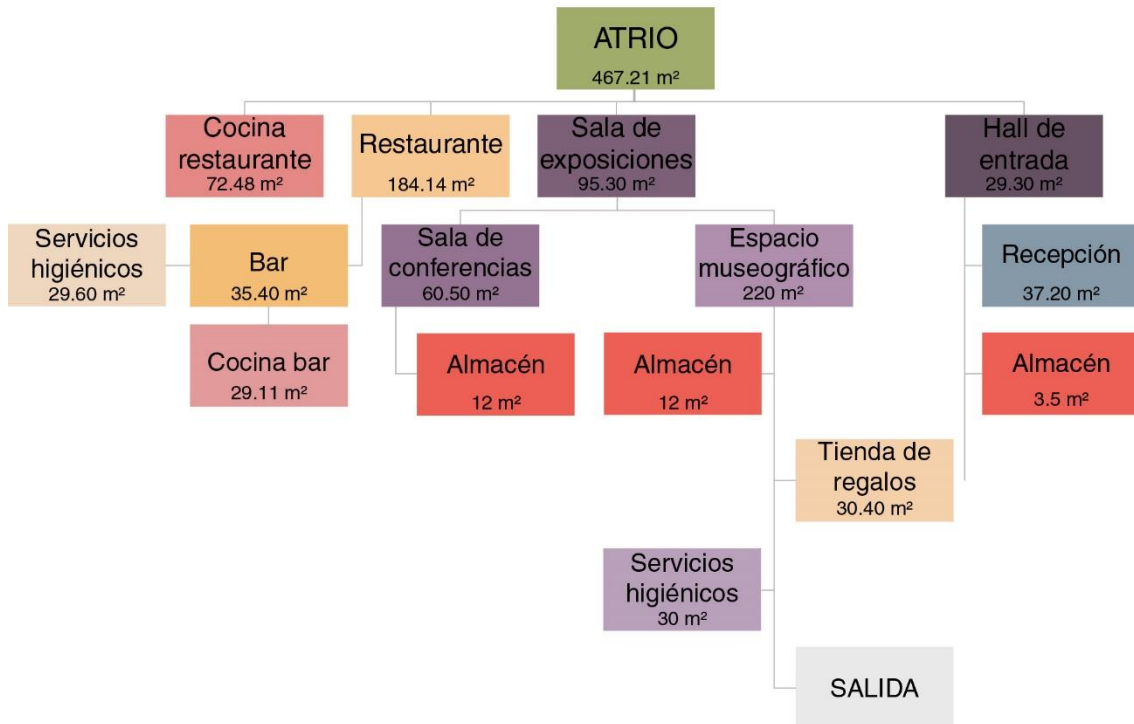 ATRIO
467.21 m²
Cocina
restaurante
72.48 m²
Restaurante
184.14 m²
Sala de
exposiciones
95.30 m²
Hall de
entrada
29.30 m²
Servicios
higiénicos
29.60 m²
Bar
35.40 m²
Sala de
conferencias
60.50 m²
Espacio
museográfico
220 m²
Recepción
37.20 m²
Cocina bar
29.11 m²
Almacén
12 m²
Almacén
12 m²
Almacén
3.5 m²
Tienda de
regalos
30.40 m²
Servicios
higiénicos
30 m²
SALIDA